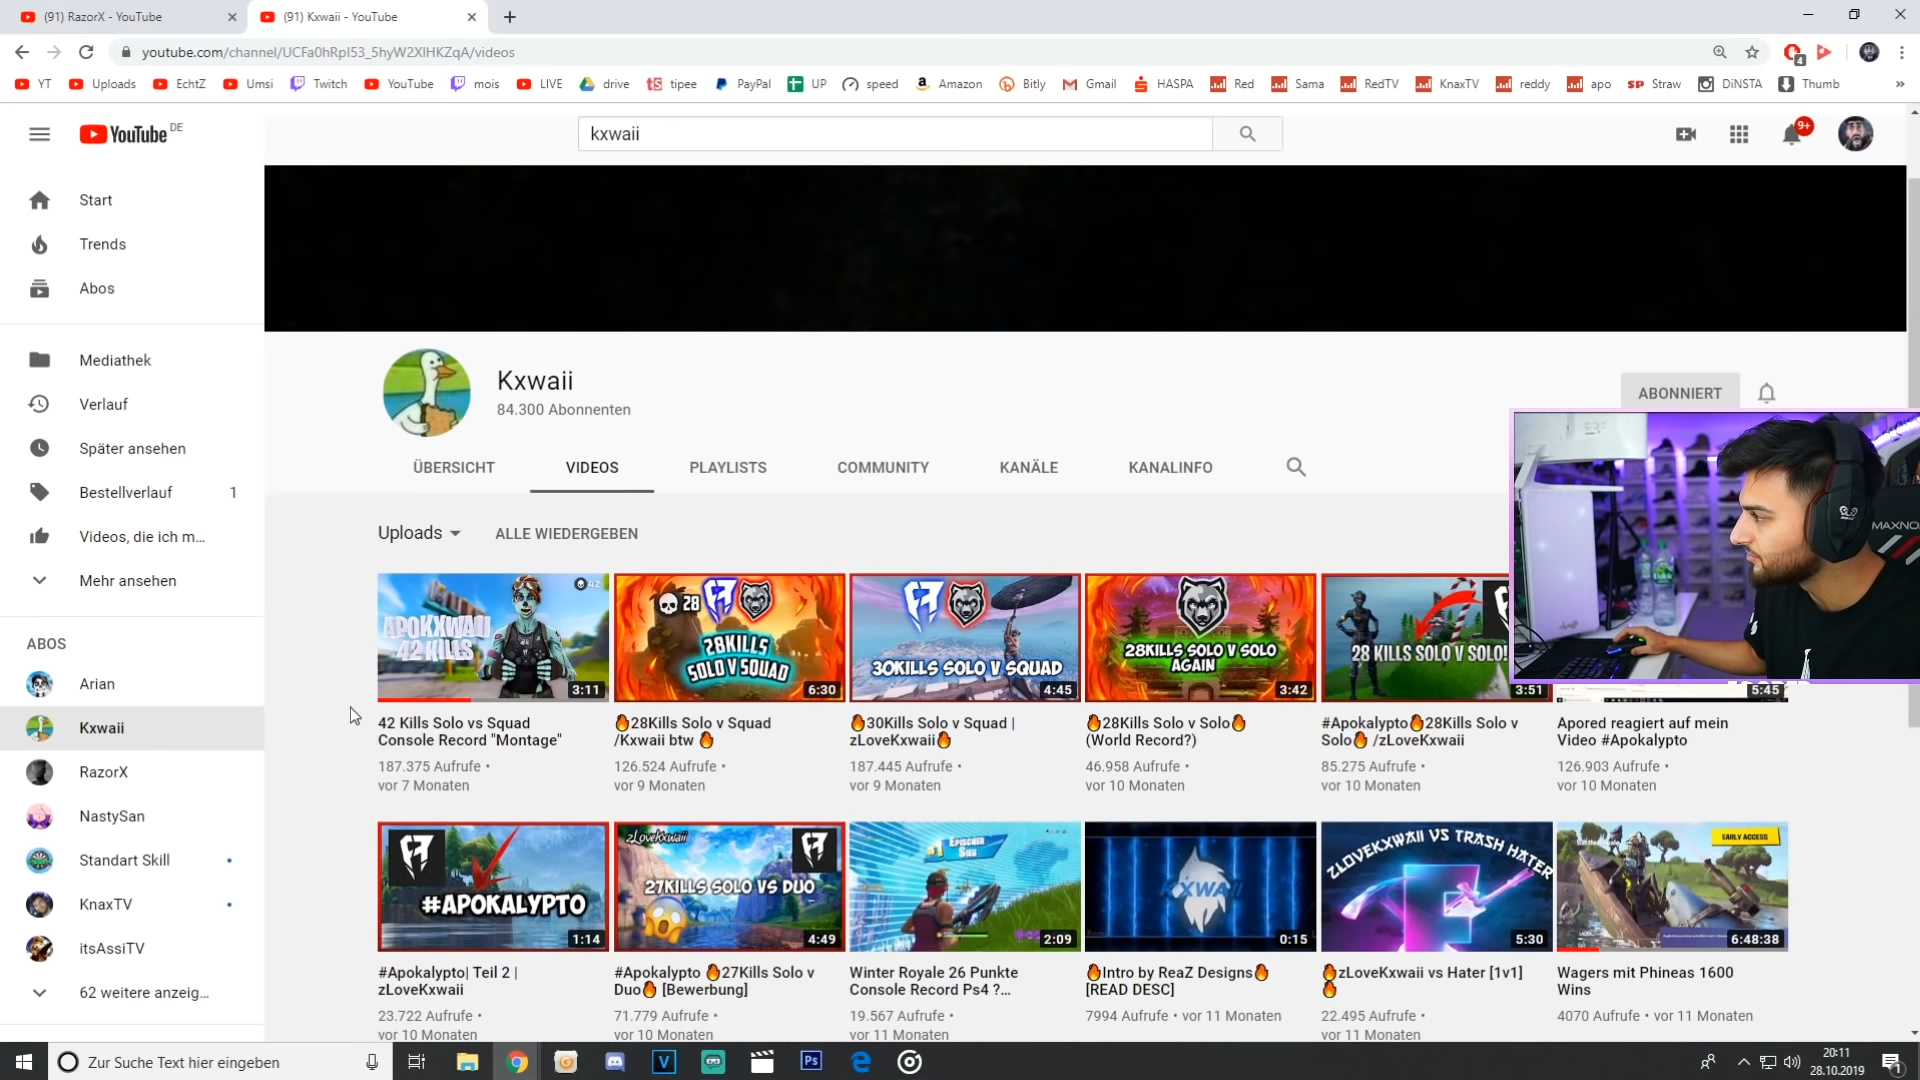 (91) RazorX - YouTube
(91) Kxwaii - YouTube
youtube.com/channel/UCFa0hRpI53_5hyW2XIHKZqA/videos
4
YT Uploads EchtZ Umsi Twitch YouTube mois LIVE drive tipee PayPal UP speed Amazon Bitly Gmail HASPA Red Sama RedTV KnaxTV reddy apo Straw DiNSTA Thumb »
YouTube DE
kxwaii
9+
Start
Trends
Abos
Mediathek
Verlauf
Später ansehen
Bestellverlauf 1
Videos, die ich m...
Mehr ansehen
ABOS
Arian
Kxwaii
RazorX
NastySan
Standart Skill
KnaxTV
itsAssiTV
62 weitere anzeig...
Kxwaii
84.300 Abonnenten
ABONNIERT
ÜBERSICHT VIDEOS PLAYLISTS COMMUNITY KANÄLE KANALINFO
Uploads ALLE WIEDERGEBEN
MAXNO
42
APOKXWAII
42 KILLS
3:11
42 Kills Solo vs Squad
Console Record "Montage"
187.375 Aufrufe •
vor 7 Monaten
28
28KILLS
SOLO V SQUAD
6:30
🔥28Kills Solo v Squad
/Kxwaii btw 🔥
126.524 Aufrufe •
vor 9 Monaten
30KILLS SOLO V SQUAD
4:45
🔥30Kills Solo v Squad |
zLoveKxwaii🔥
187.445 Aufrufe •
vor 9 Monaten
28KILLS SOLO V SOLO
AGAIN
3:42
🔥28Kills Solo v Solo🔥
(World Record?)
46.958 Aufrufe •
vor 10 Monaten
28 KILLS SOLO V SOLO!
3:51
#Apokalypto🔥28Kills Solo v
Solo🔥 /zLoveKxwaii
85.275 Aufrufe •
vor 10 Monaten
5:45
Apored reagiert auf mein
Video #Apokalypto
126.903 Aufrufe •
vor 10 Monaten
#APOKALYPTO
1:14
#Apokalypto| Teil 2 |
zLoveKxwaii
23.722 Aufrufe •
vor 10 Monaten
zLoveKxwaii
27KILLS SOLO VS DUO
4:49
#Apokalypto 🔥27Kills Solo v
Duo🔥 [Bewerbung]
71.779 Aufrufe •
vor 10 Monaten
#1 EPISCHER
SIEG
2:09
Winter Royale 26 Punkte
Console Record Ps4 ?...
19.567 Aufrufe •
vor 11 Monaten
KXWAII
0:15
🔥Intro by ReaZ Designs🔥
[READ DESC]
7994 Aufrufe • vor 11 Monaten
ZLOVEKXWAII VS TRASH HATER
5:30
🔥zLoveKxwaii vs Hater [1v1]
🔥
22.495 Aufrufe •
vor 11 Monaten
EARLY ACCESS
6:48:38
Wagers mit Phineas 1600
Wins
4070 Aufrufe • vor 11 Monaten
Zur Suche Text hier eingeben
V
Ps
20:11
28.10.2019
1